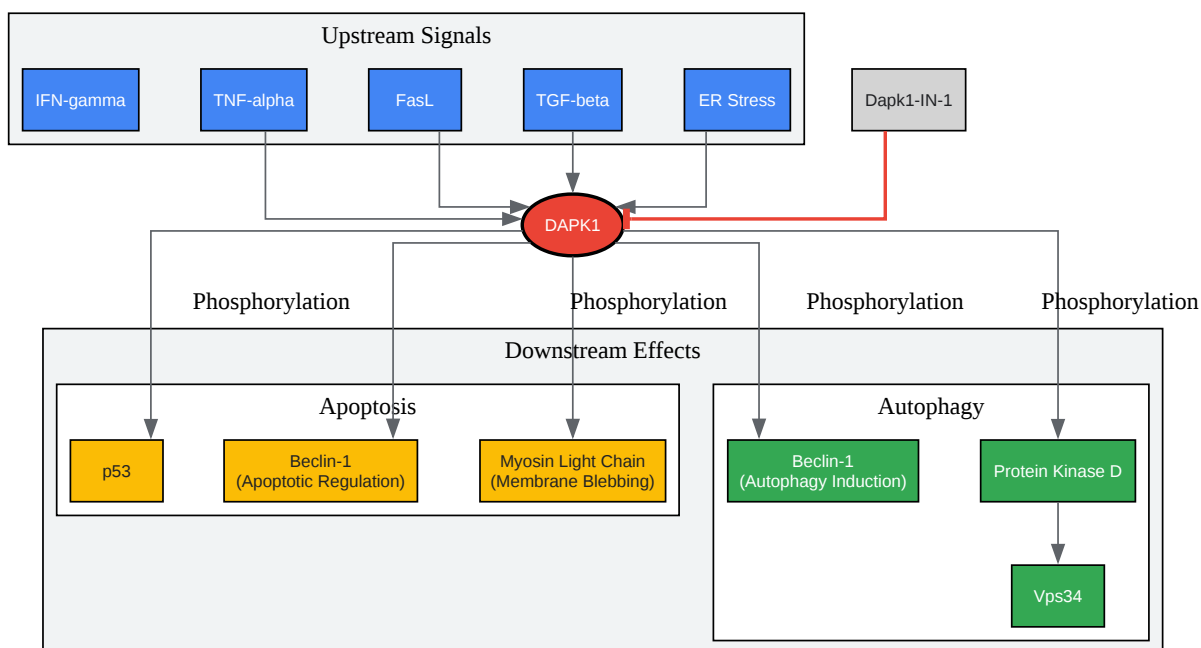 Upstream Signals
IFN-gamma
TNF-alpha
FasL
TGF-beta
ER Stress
Dapk1-IN-1
DAPK1
Phosphorylation
Phosphorylation
Phosphorylation
Phosphorylation
Downstream Effects
Apoptosis
Autophagy
p53
Beclin-1
(Apoptotic Regulation)
Myosin Light Chain
(Membrane Blebbing)
Beclin-1
(Autophagy Induction)
Protein Kinase D
Vps34